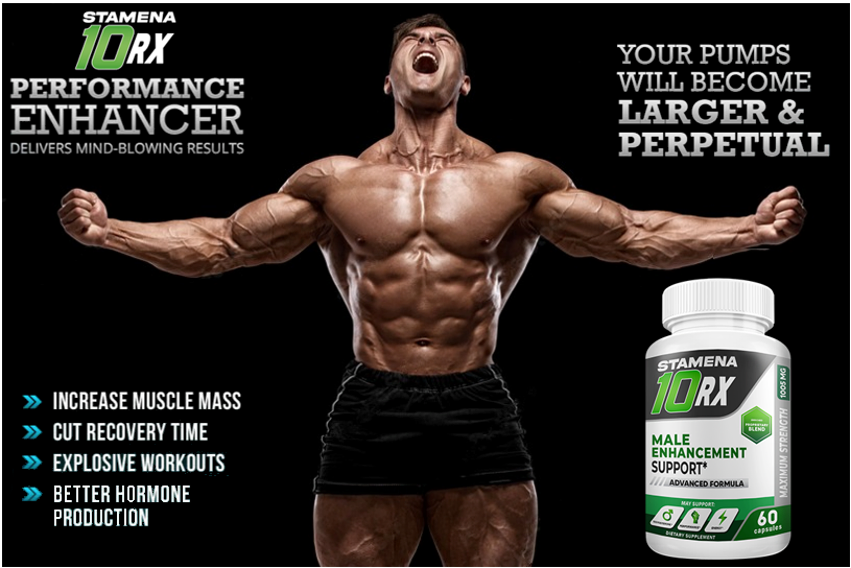 STAMENA
10RX
PERFORMANCE
ENHANCER
DELIVERS MIND-BLOWING RESULTS
YOUR PUMPS
WILL BECOME
LARGER &
PERPETUAL
INCREASE MUSCLE MASS
CUT RECOVERY TIME
EXPLOSIVE WORKOUTS
BETTER HORMONE
PRODUCTION
STAMENA
10RX
1005 MG
MAXIMUM STRENGTH
BLEND
MALE
ENHANCEMENT
SUPPORT*
ADVANCED FORMULA
MAY SUPPORT:
60
capsules
DIETARY SUPPLEMENT